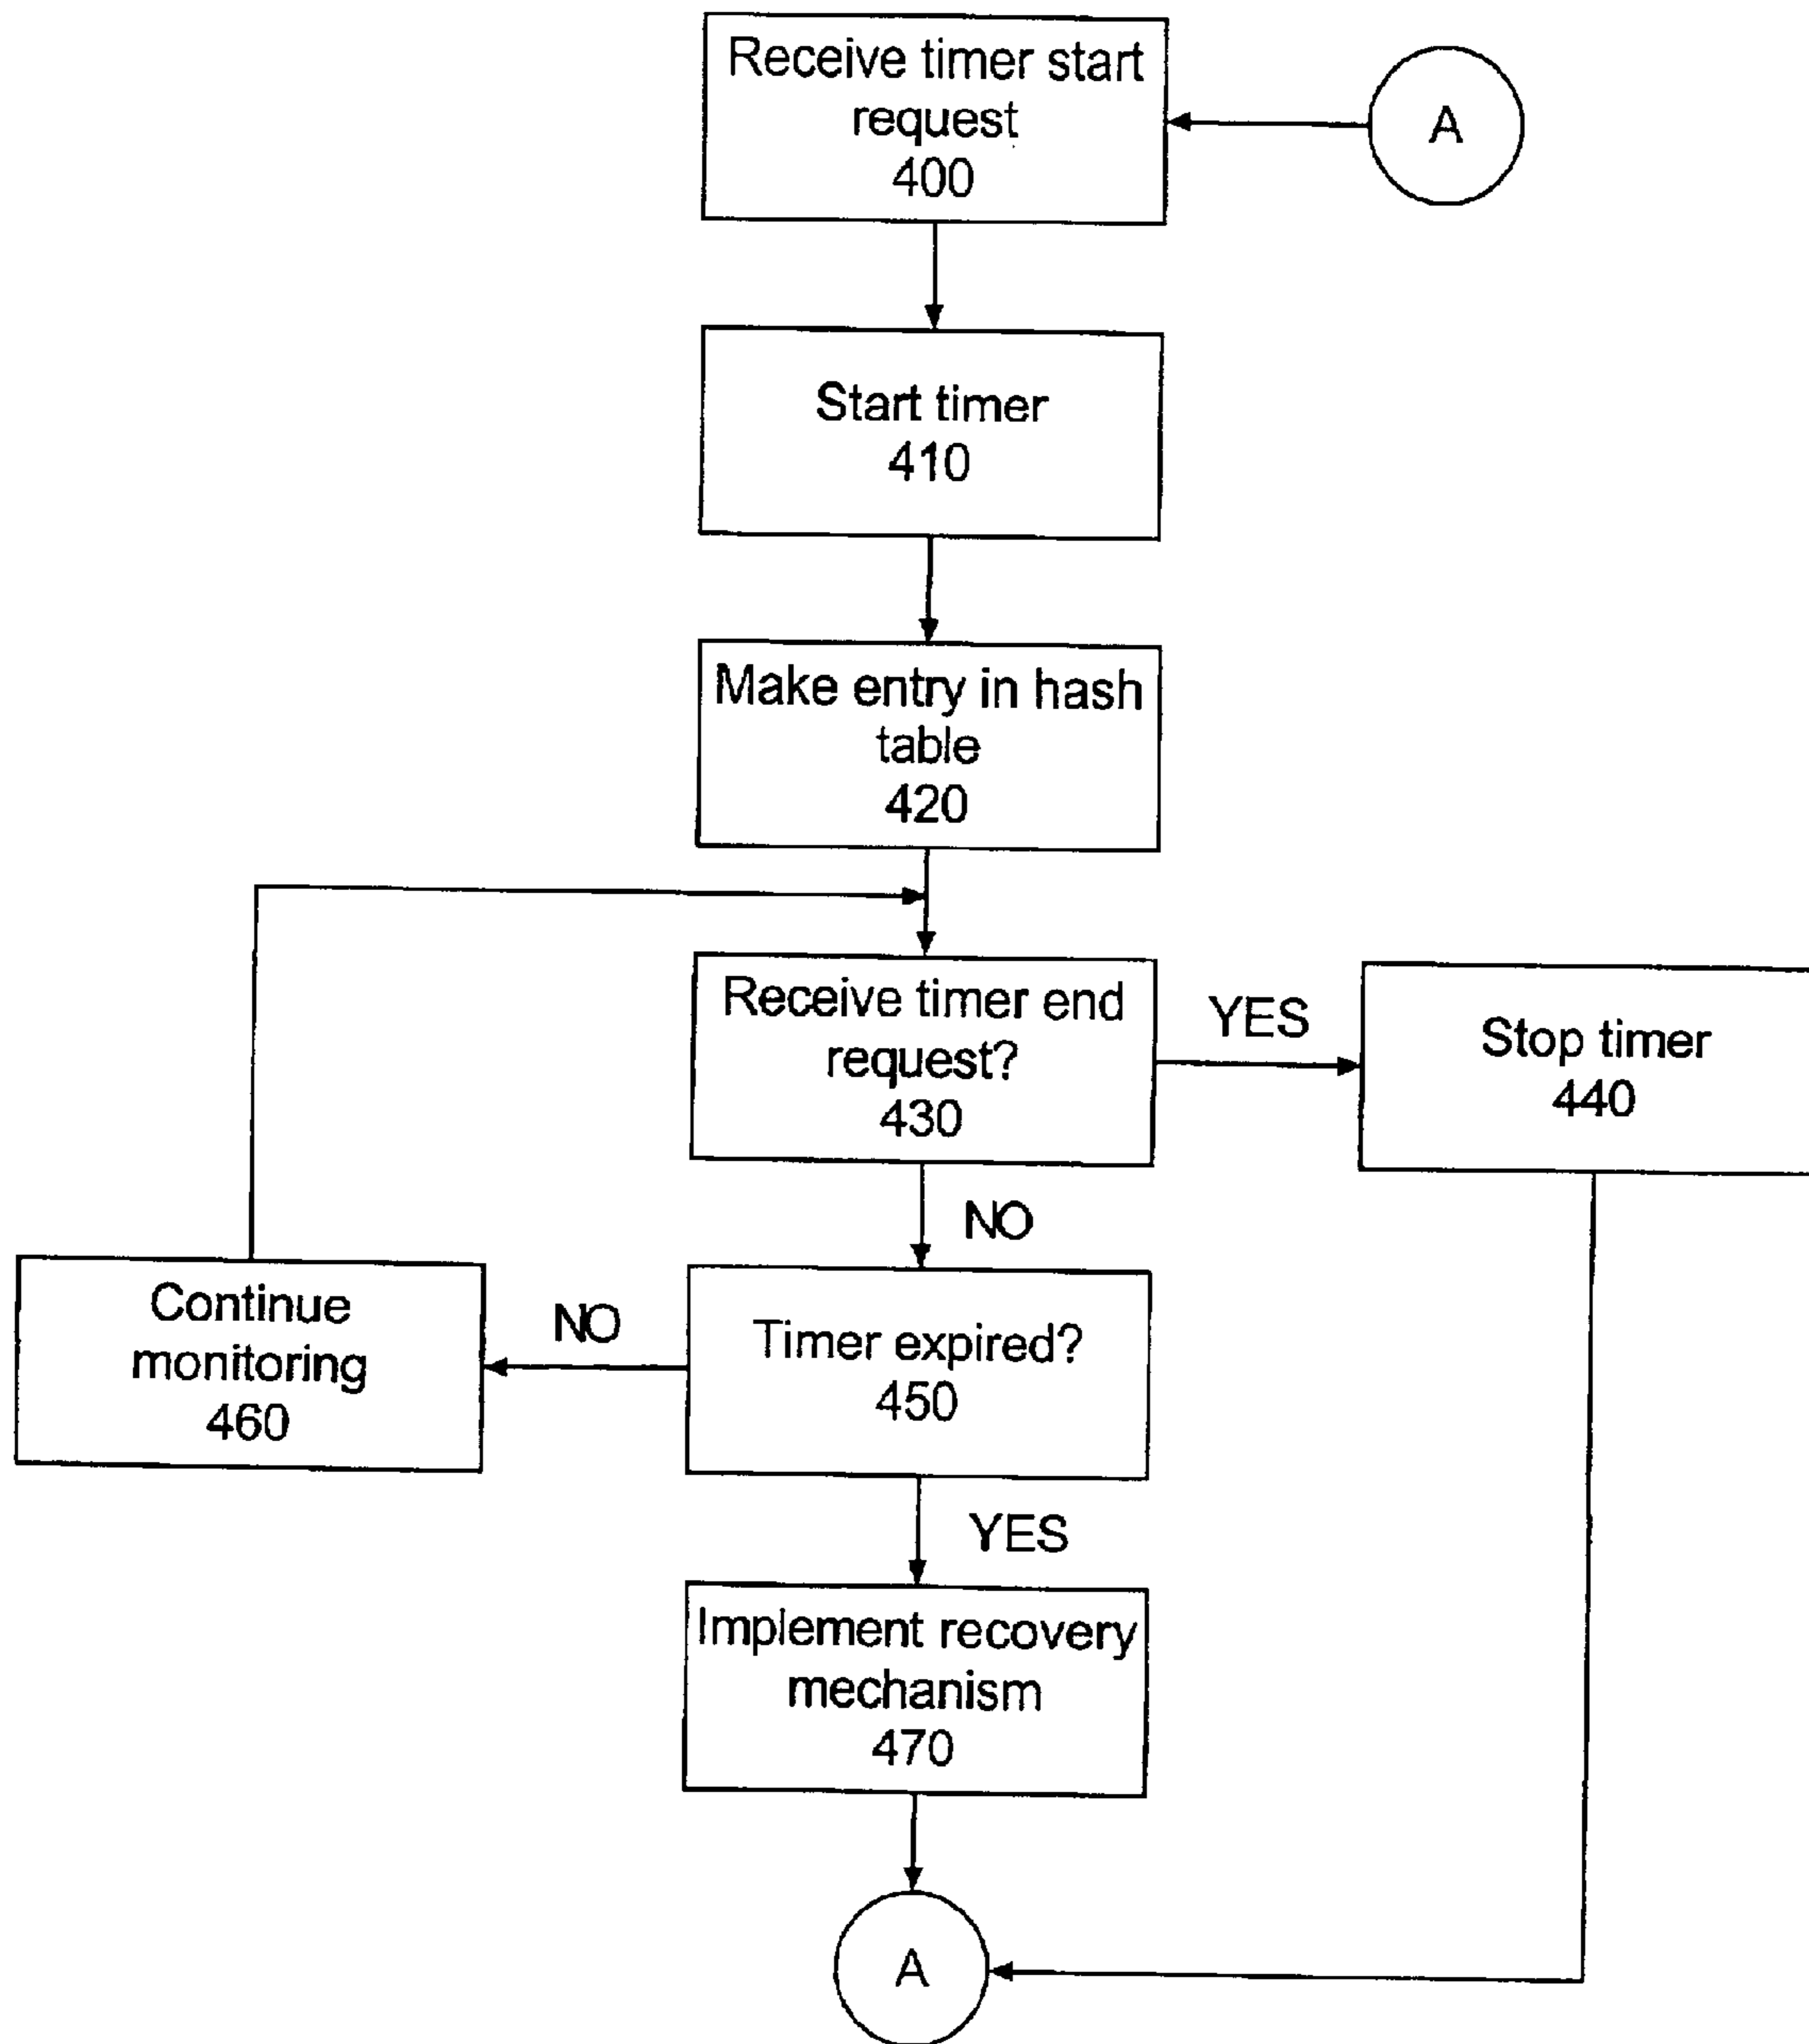 Receive timer start
request
400
A
Start timer
410
Make entry in hash
table
420
Receive timer end
request?
430
YES
Stop timer
440
NO
Timer expired?
450
NO
Continue
monitoring
460
YES
Implement recovery
mechanism
470
A